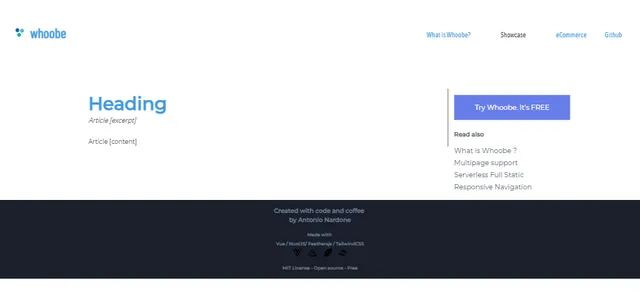 whoobe
What is Whoobe?
Showcase
eCommerce
Github
Heading
Article [excerpt]
Article [content]
Try Whoobe. It's FREE
Read also
What is Whoobe ?
Multipage support
Serverless Full Static
Responsive Navigation
Created with code and coffee
by Antonio Nardone
Made with
Vue / NuxtJS/ Feathersjs / TailwindCSS
MIT License - Open source - Free